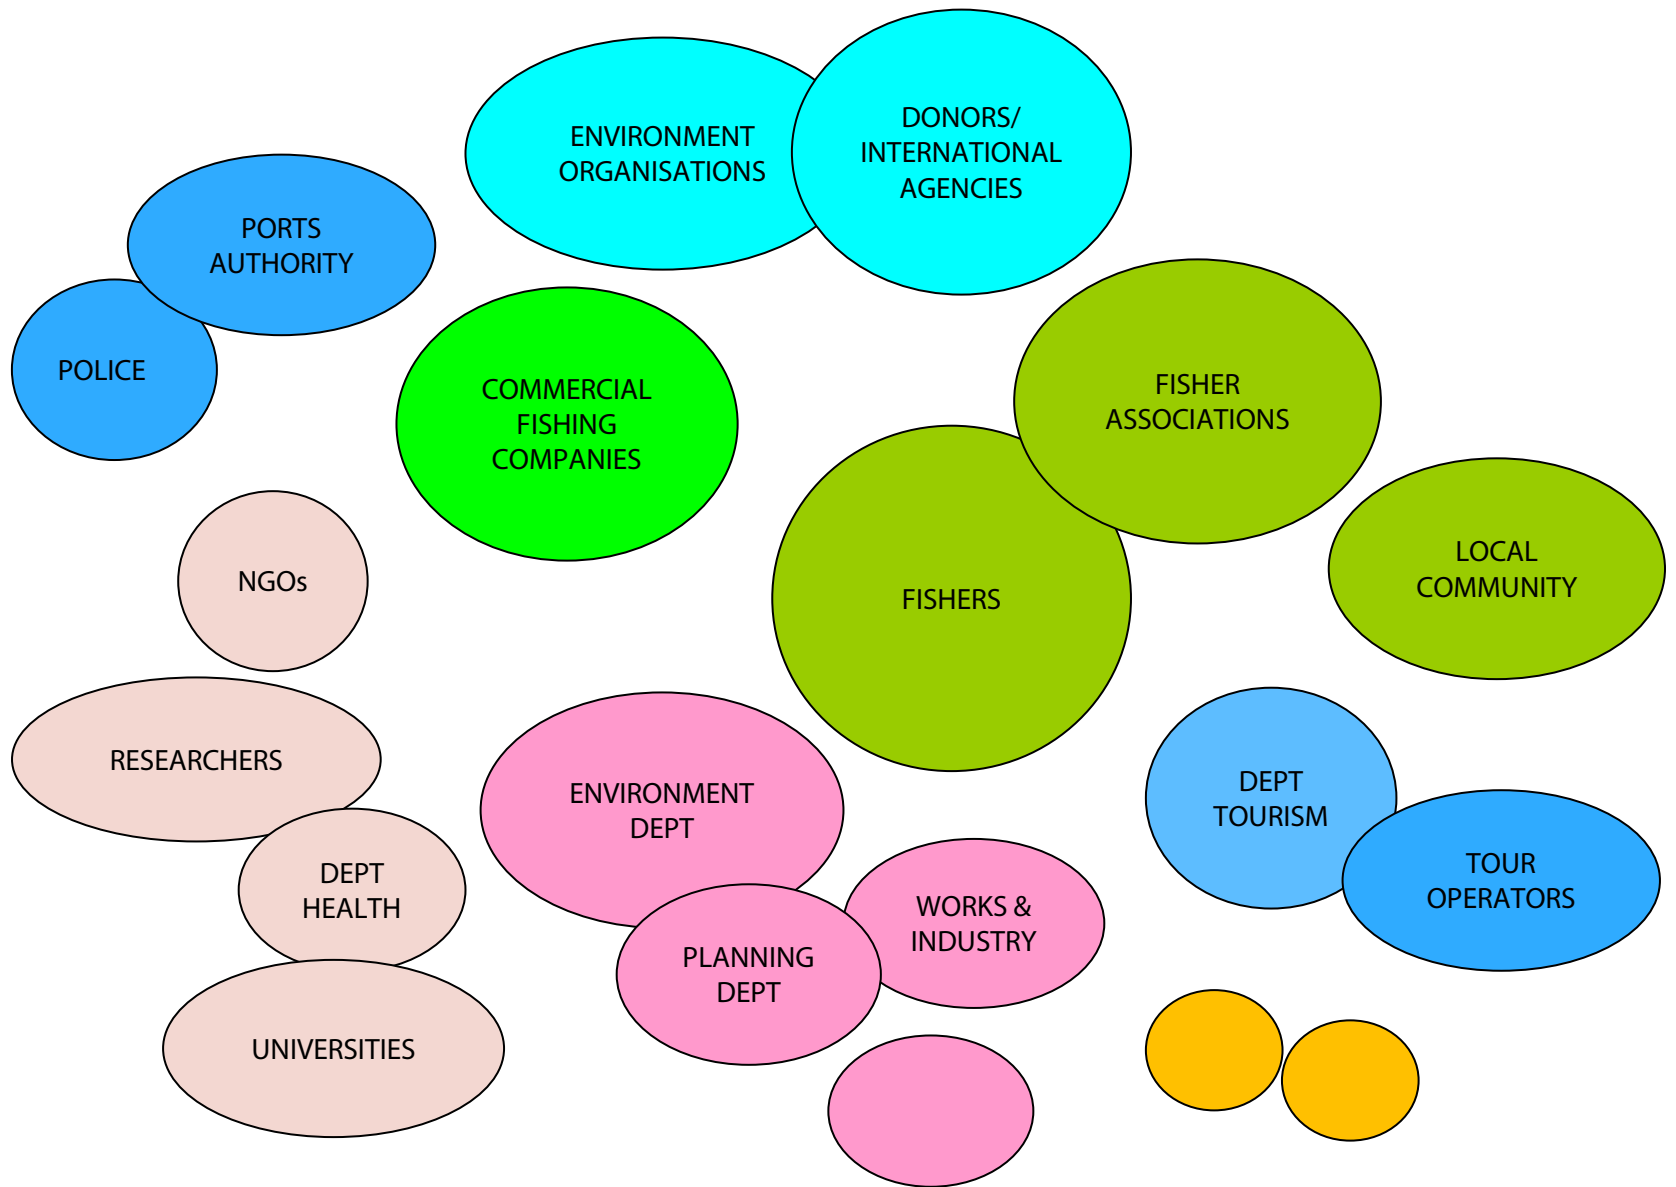 ENVIRONMENT
ORGANISATIONS
DONORS/
INTERNATIONAL
AGENCIES
PORTS
AUTHORITY
POLICE
COMMERCIAL
FISHING
COMPANIES
FISHER
ASSOCIATIONS
LOCAL
COMMUNITY
NGOs
FISHERS
RESEARCHERS
ENVIRONMENT
DEPT
DEPT
TOURISM
TOUR
OPERATORS
DEPT
HEALTH
WORKS &
INDUSTRY
PLANNING
DEPT
UNIVERSITIES